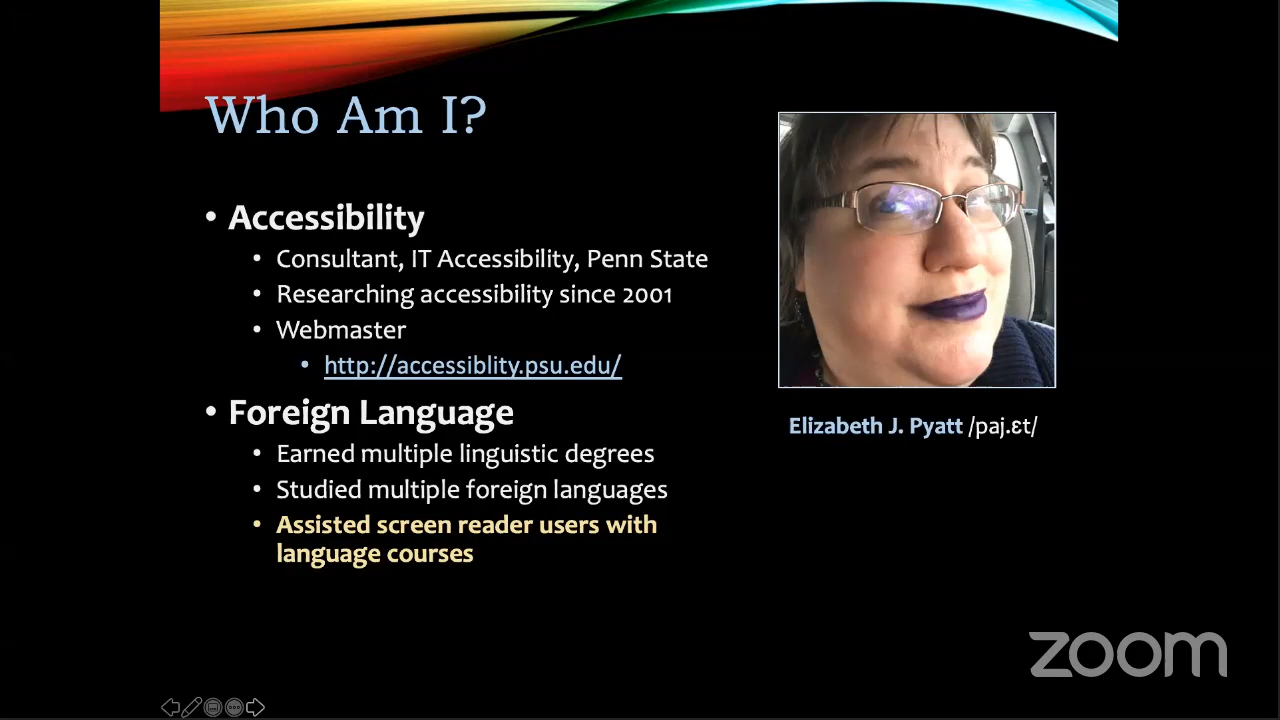 Who Am I?
• Accessibility
• Consultant, IT Accessibility, Penn State
• Researching accessibility since 2001
• Webmaster
• http://accessiblity.psu.edu/
• Foreign Language
• Earned multiple linguistic degrees
• Studied multiple foreign languages
• Assisted screen reader users with
language courses
Elizabeth J. Pyatt /paj.ɛt/
zoom